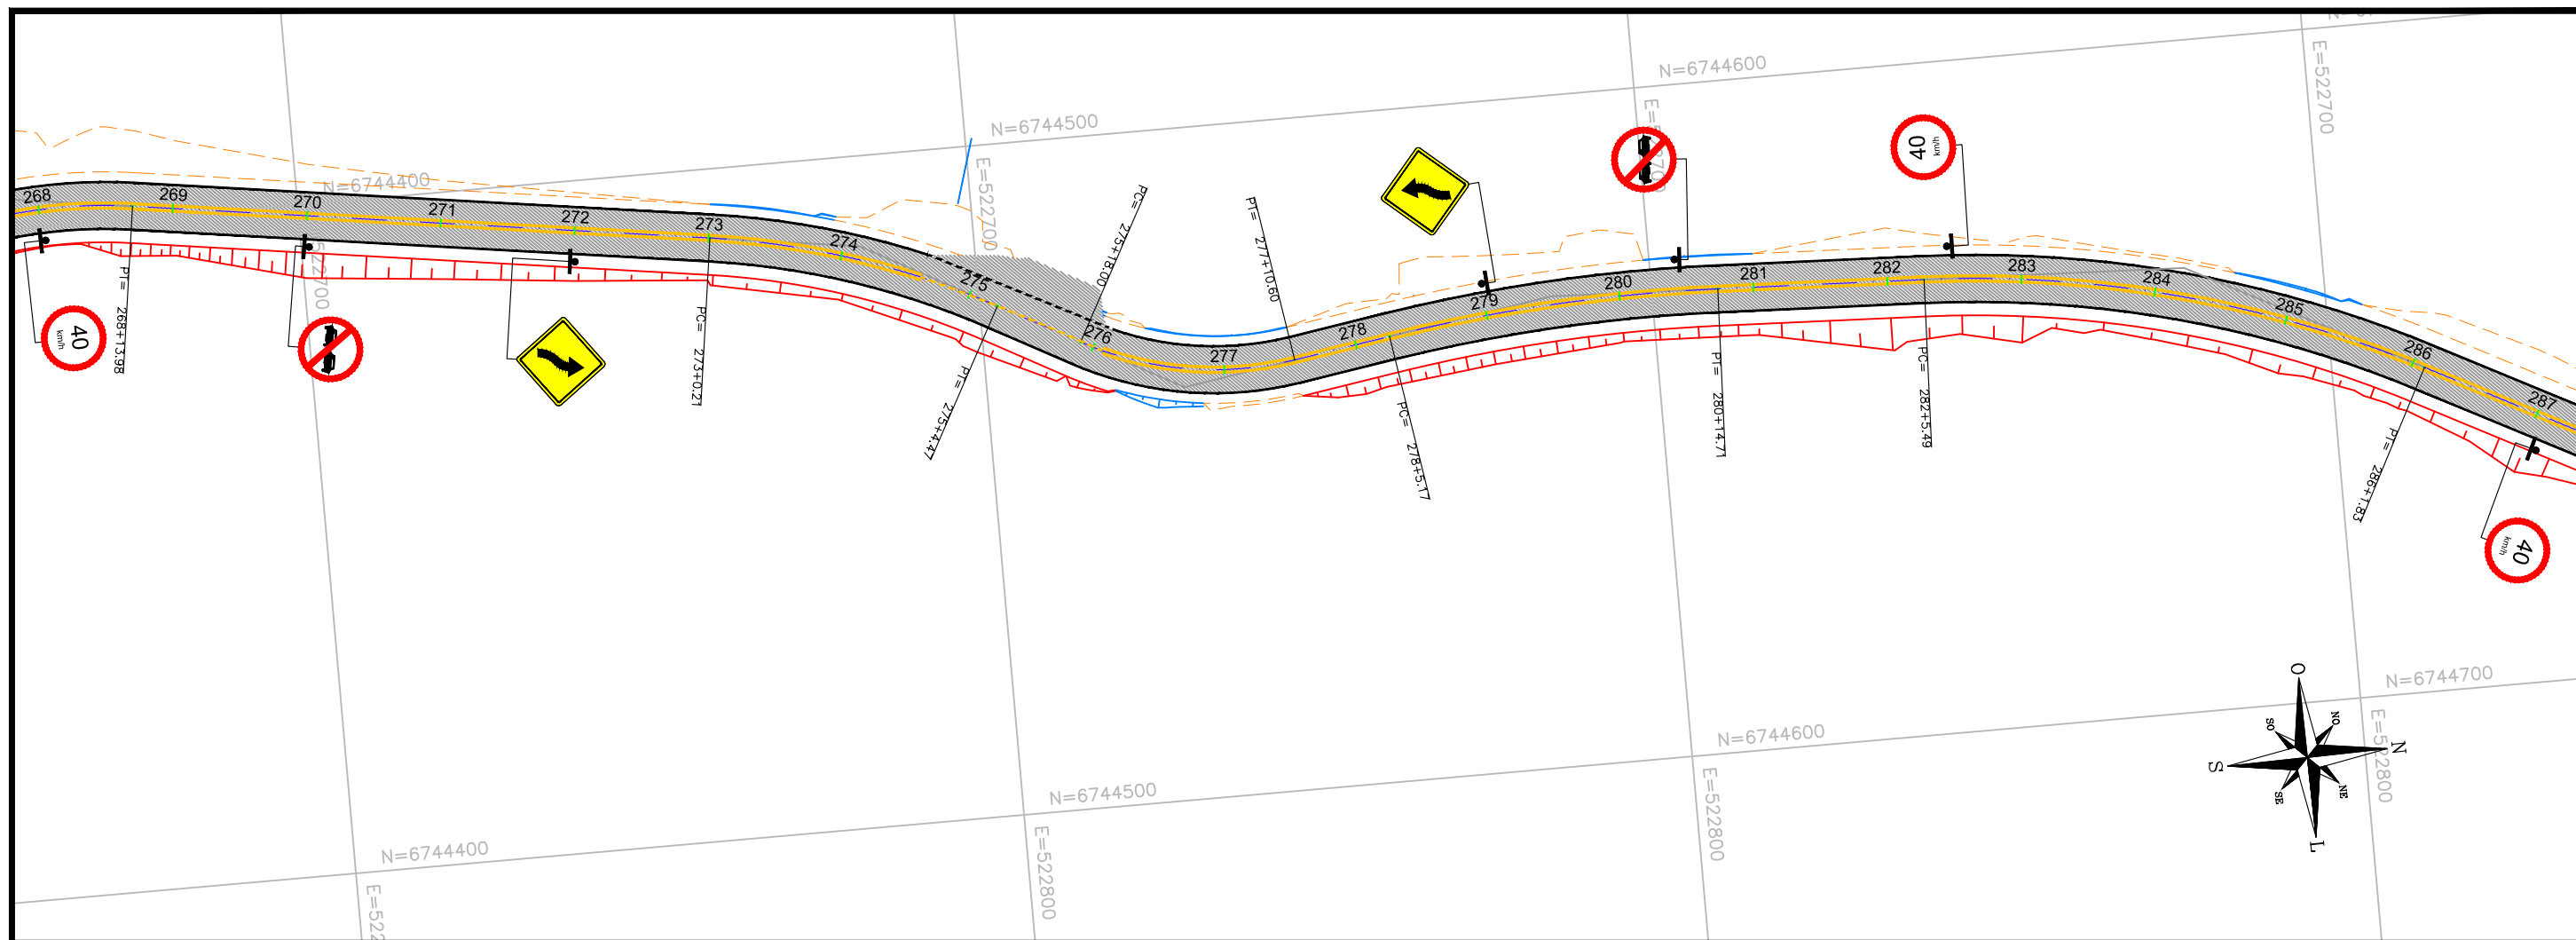 N=6744600
E=522700
N=6744500
E=522700
N=6744400
E=522700
E=522700
40
km/h
40
km/h
40
km/h
268
269
270
271
272
273
274
275
276
277
278
279
280
281
282
283
284
285
286
287
PT= 268+13.98
PC= 273+0.21
PT= 275+4.47
PC= 275+18.00
PT= 277+10.60
PC= 278+5.17
PT= 280+14.71
PC= 282+5.49
PT= 286+1.83
N=6744700
E=522800
N=6744600
E=522800
N=6744500
E=522800
N=6744400
O
NO
N
NE
L
SE
S
SO